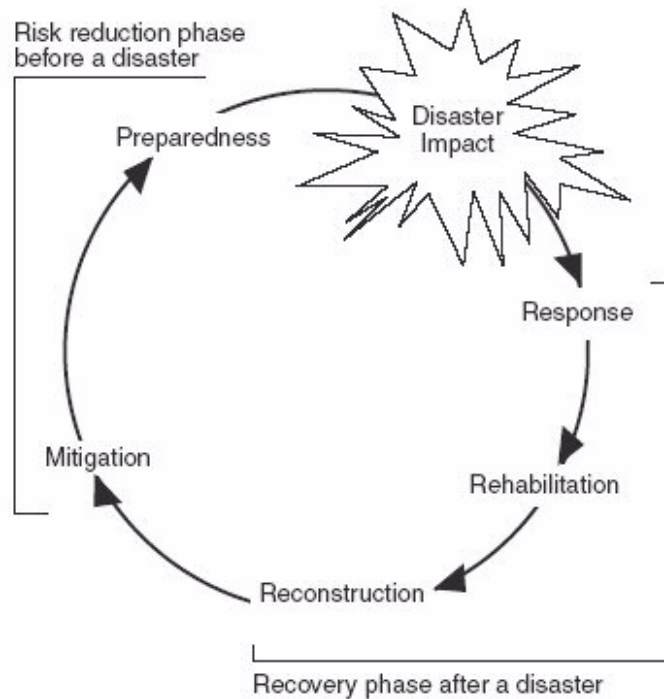 Risk reduction phase
before a disaster
Disaster
Impact
Preparedness
Response
Mitigation
Rehabilitation
Reconstruction
Recovery phase after a disaster